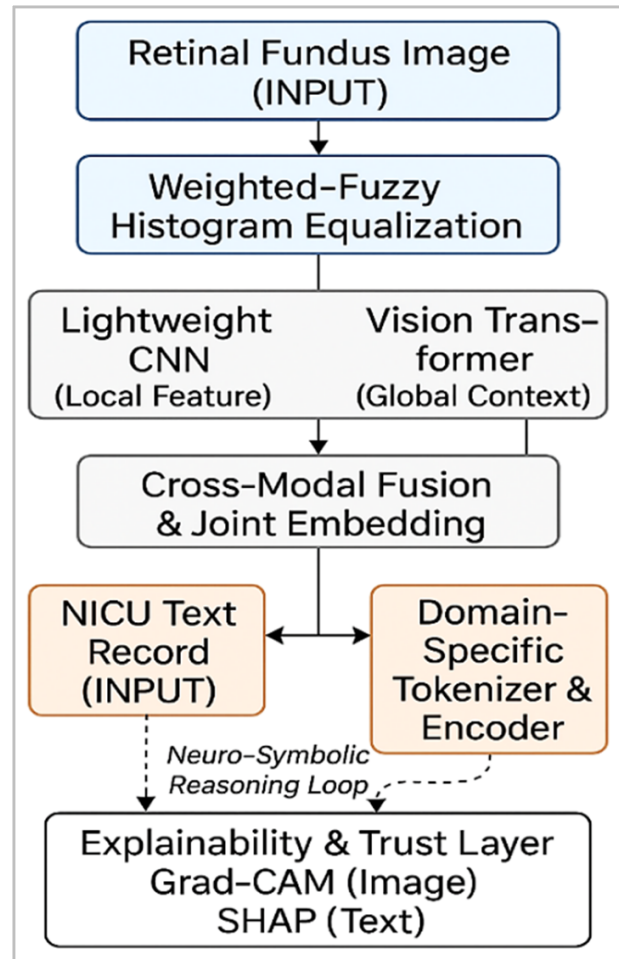 Retinal Fundus Image
(INPUT)
Weighted-Fuzzy
Histogram Equalization
Lightweight
CNN
(Local Feature)
Vision Trans-
former
(Global Context)
Cross-Modal Fusion
& Joint Embedding
NICU Text
Record
(INPUT)
Domain-
Specific
Tokenizer &
Encoder
Neuro-Symbolic
Reasoning Loop
Explainability & Trust Layer
Grad-CAM (Image)
SHAP (Text)